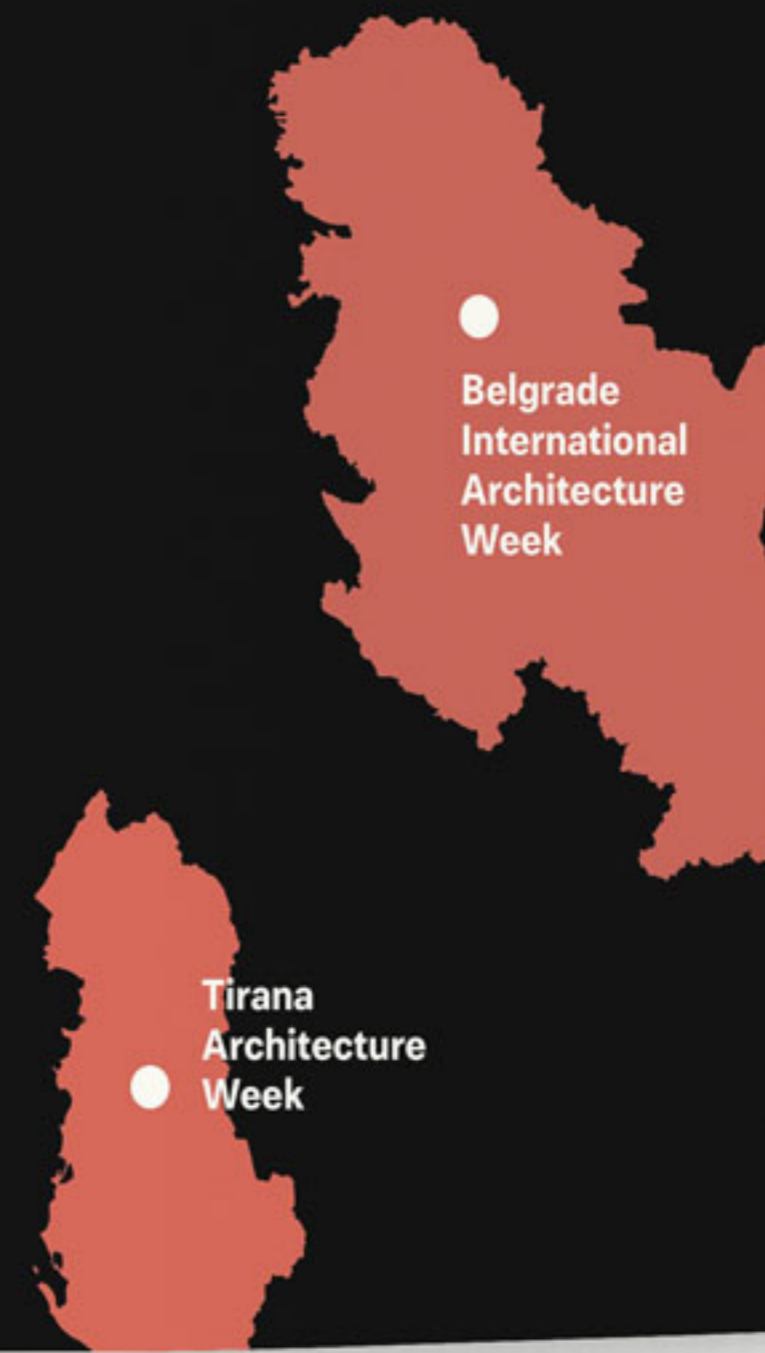 Belgrade
International
Architecture
Week
Tirana
Architecture
Week